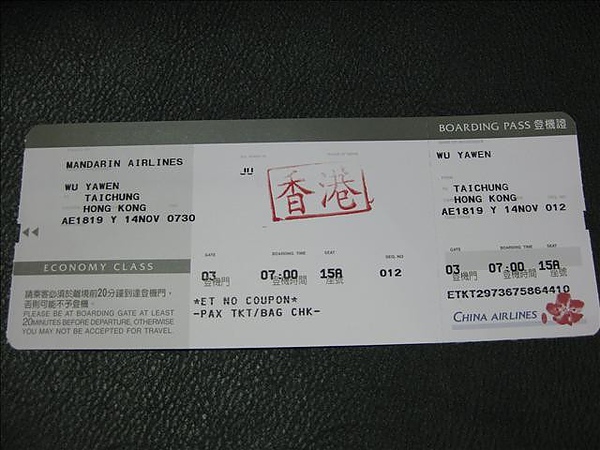 BOARDING PASS 登機證
MANDARIN AIRLINES
WU YAWEN
TAICHUNG
HONG KONG
AE1819 Y 14NOV 0730
JU
香港
WU YAWEN
TAICHUNG
HONG KONG
AE1819 Y 14NOV 012
ECONOMY CLASS
請乘客必須於離境前20分鐘到達登機門,
否則可能不予登機。
PLEASE BE AT BOARDING GATE AT LEAST
20MINUTES BEFORE DEPARTURE, OTHERWISE
YOU MAY NOT BE ACCEPTED FOR TRAVEL.
GATE BOARDING TIME SEAT SEQ.NO
03 07:00 15A 012
登機門 登機時間 座號
*ET NO COUPON*
-PAX TKT/BAG CHK-
GATE BOARDING TIME SEAT
03 07:00 15A
登機門 登機時間 座號
ETKT2973675864410
CHINA AIRLINES